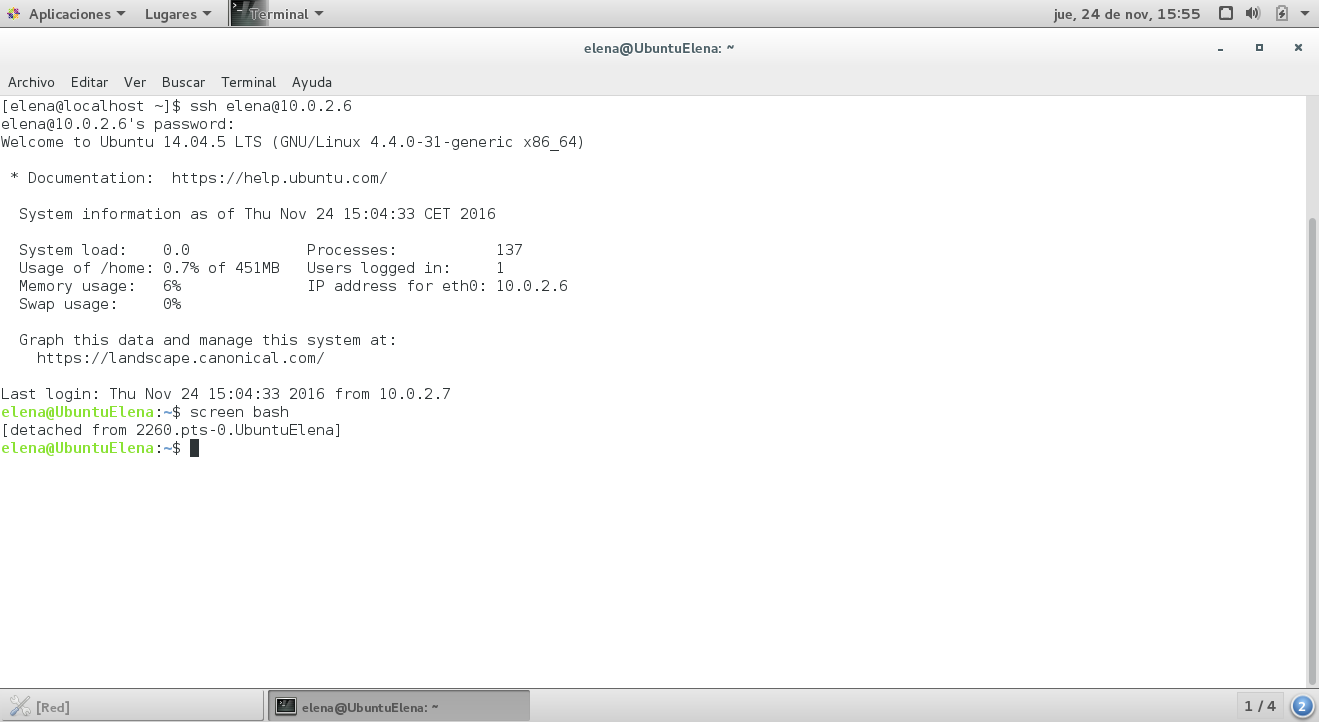 Aplicaciones Lugares Terminal jue, 24 de nov, 15:55
elena@UbuntuElena: ~
Archivo Editar Ver Buscar Terminal Ayuda
[elena@localhost ~]$ ssh elena@10.0.2.6
elena@10.0.2.6's password:
Welcome to Ubuntu 14.04.5 LTS (GNU/Linux 4.4.0-31-generic x86_64)
* Documentation:  https://help.ubuntu.com/
System information as of Thu Nov 24 15:04:33 CET 2016
System load:    0.0             Processes:           137
Usage of /home: 0.7% of 451MB   Users logged in:     1
Memory usage:   6%              IP address for eth0: 10.0.2.6
Swap usage:     0%
Graph this data and manage this system at:
https://landscape.canonical.com/
Last login: Thu Nov 24 15:04:33 2016 from 10.0.2.7
elena@UbuntuElena:~$ screen bash
[detached from 2260.pts-0.UbuntuElena]
elena@UbuntuElena:~$
[Red] elena@UbuntuElena: ~ 1 / 4 2